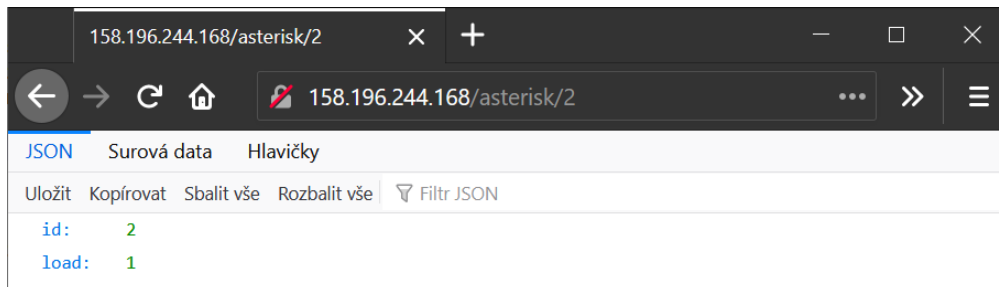 158.196.244.168/asterisk/2
158.196.244.168/asterisk/2
JSON Surová data Hlavičky
Uložit Kopírovat Sbalit vše Rozbalit vše Filtr JSON
id: 2
load: 1